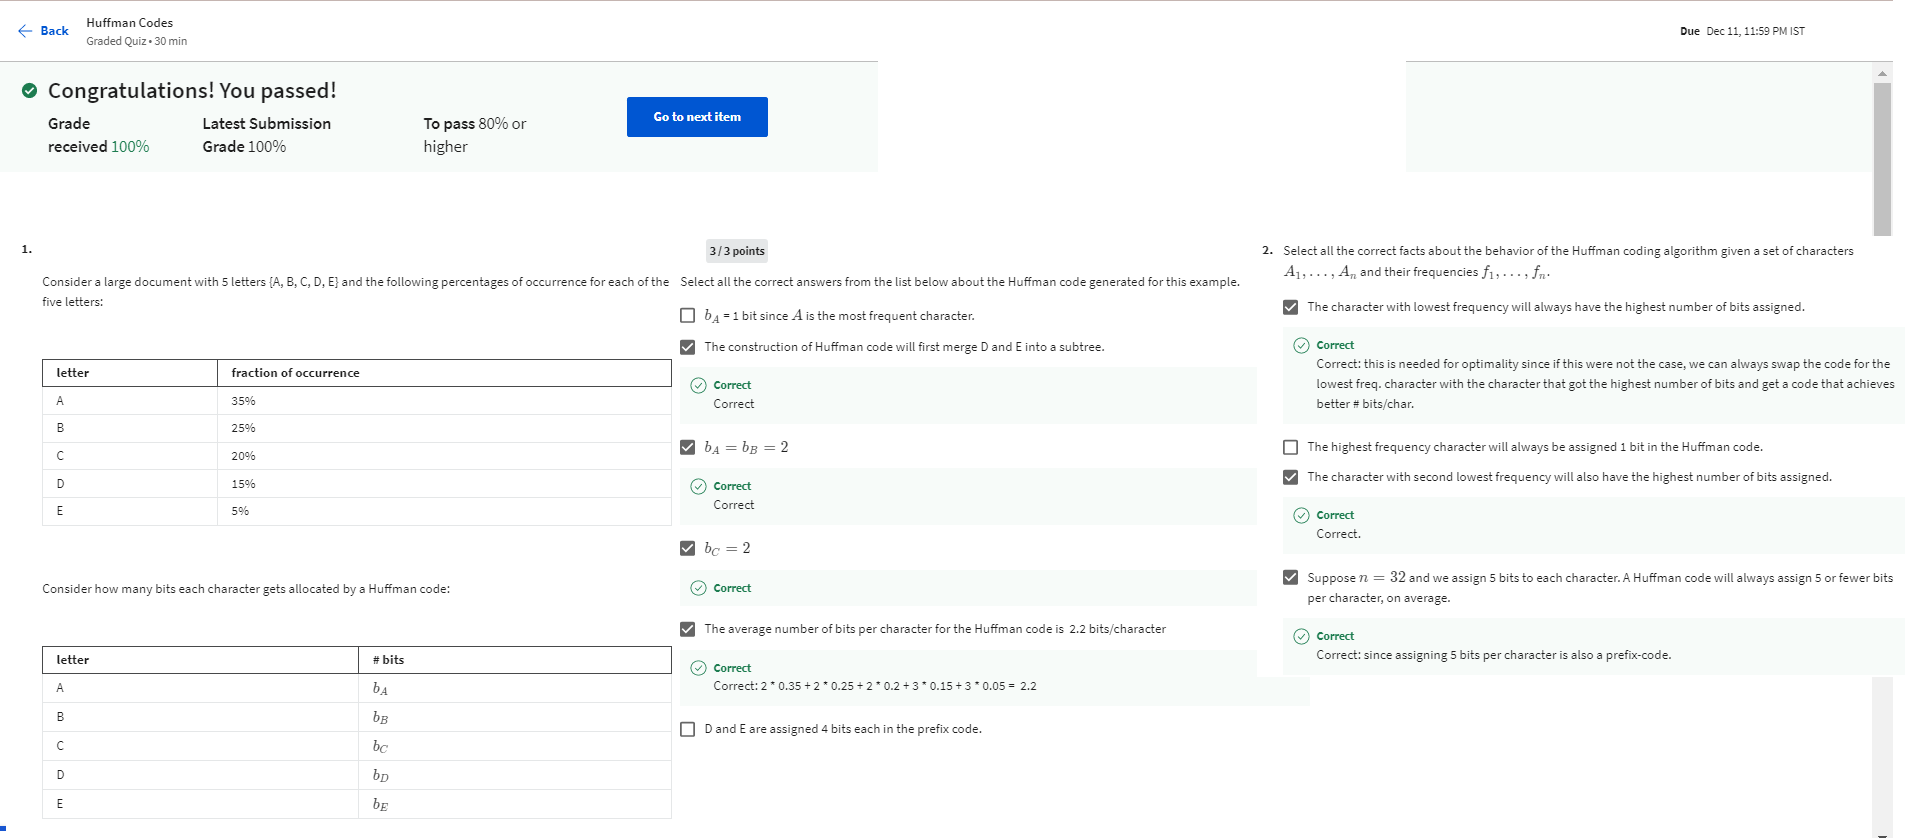 Back
Huffman Codes
Graded Quiz • 30 min
Due Dec 11, 11:59 PM IST
Congratulations! You passed!
Grade
received 100%
Latest Submission
Grade 100%
To pass 80% or
higher
Go to next item
1.
3 / 3 points
Consider a large document with 5 letters {A, B, C, D, E} and the following percentages of occurrence for each of the
five letters:
letter fraction of occurrence
A 35%
B 25%
C 20%
D 15%
E 5%
Consider how many bits each character gets allocated by a Huffman code:
letter # bits
A b_A
B b_B
C b_C
D b_D
E b_E
Select all the correct answers from the list below about the Huffman code generated for this example.
b_A = 1 bit since A is the most frequent character.
The construction of Huffman code will first merge D and E into a subtree.
Correct
Correct
b_A = b_B = 2
Correct
Correct
b_C = 2
Correct
The average number of bits per character for the Huffman code is 2.2 bits/character
Correct
Correct: 2 * 0.35 + 2 * 0.25 + 2 * 0.2 + 3 * 0.15 + 3 * 0.05 = 2.2
D and E are assigned 4 bits each in the prefix code.
2. Select all the correct facts about the behavior of the Huffman coding algorithm given a set of characters
A₁, . . . , Aₙ and their frequencies f₁, . . . , fₙ.
The character with lowest frequency will always have the highest number of bits assigned.
Correct
Correct: this is needed for optimality since if this were not the case, we can always swap the code for the
lowest freq. character with the character that got the highest number of bits and get a code that achieves
better # bits/char.
The highest frequency character will always be assigned 1 bit in the Huffman code.
The character with second lowest frequency will also have the highest number of bits assigned.
Correct
Correct.
Suppose n = 32 and we assign 5 bits to each character. A Huffman code will always assign 5 or fewer bits
per character, on average.
Correct
Correct: since assigning 5 bits per character is also a prefix-code.